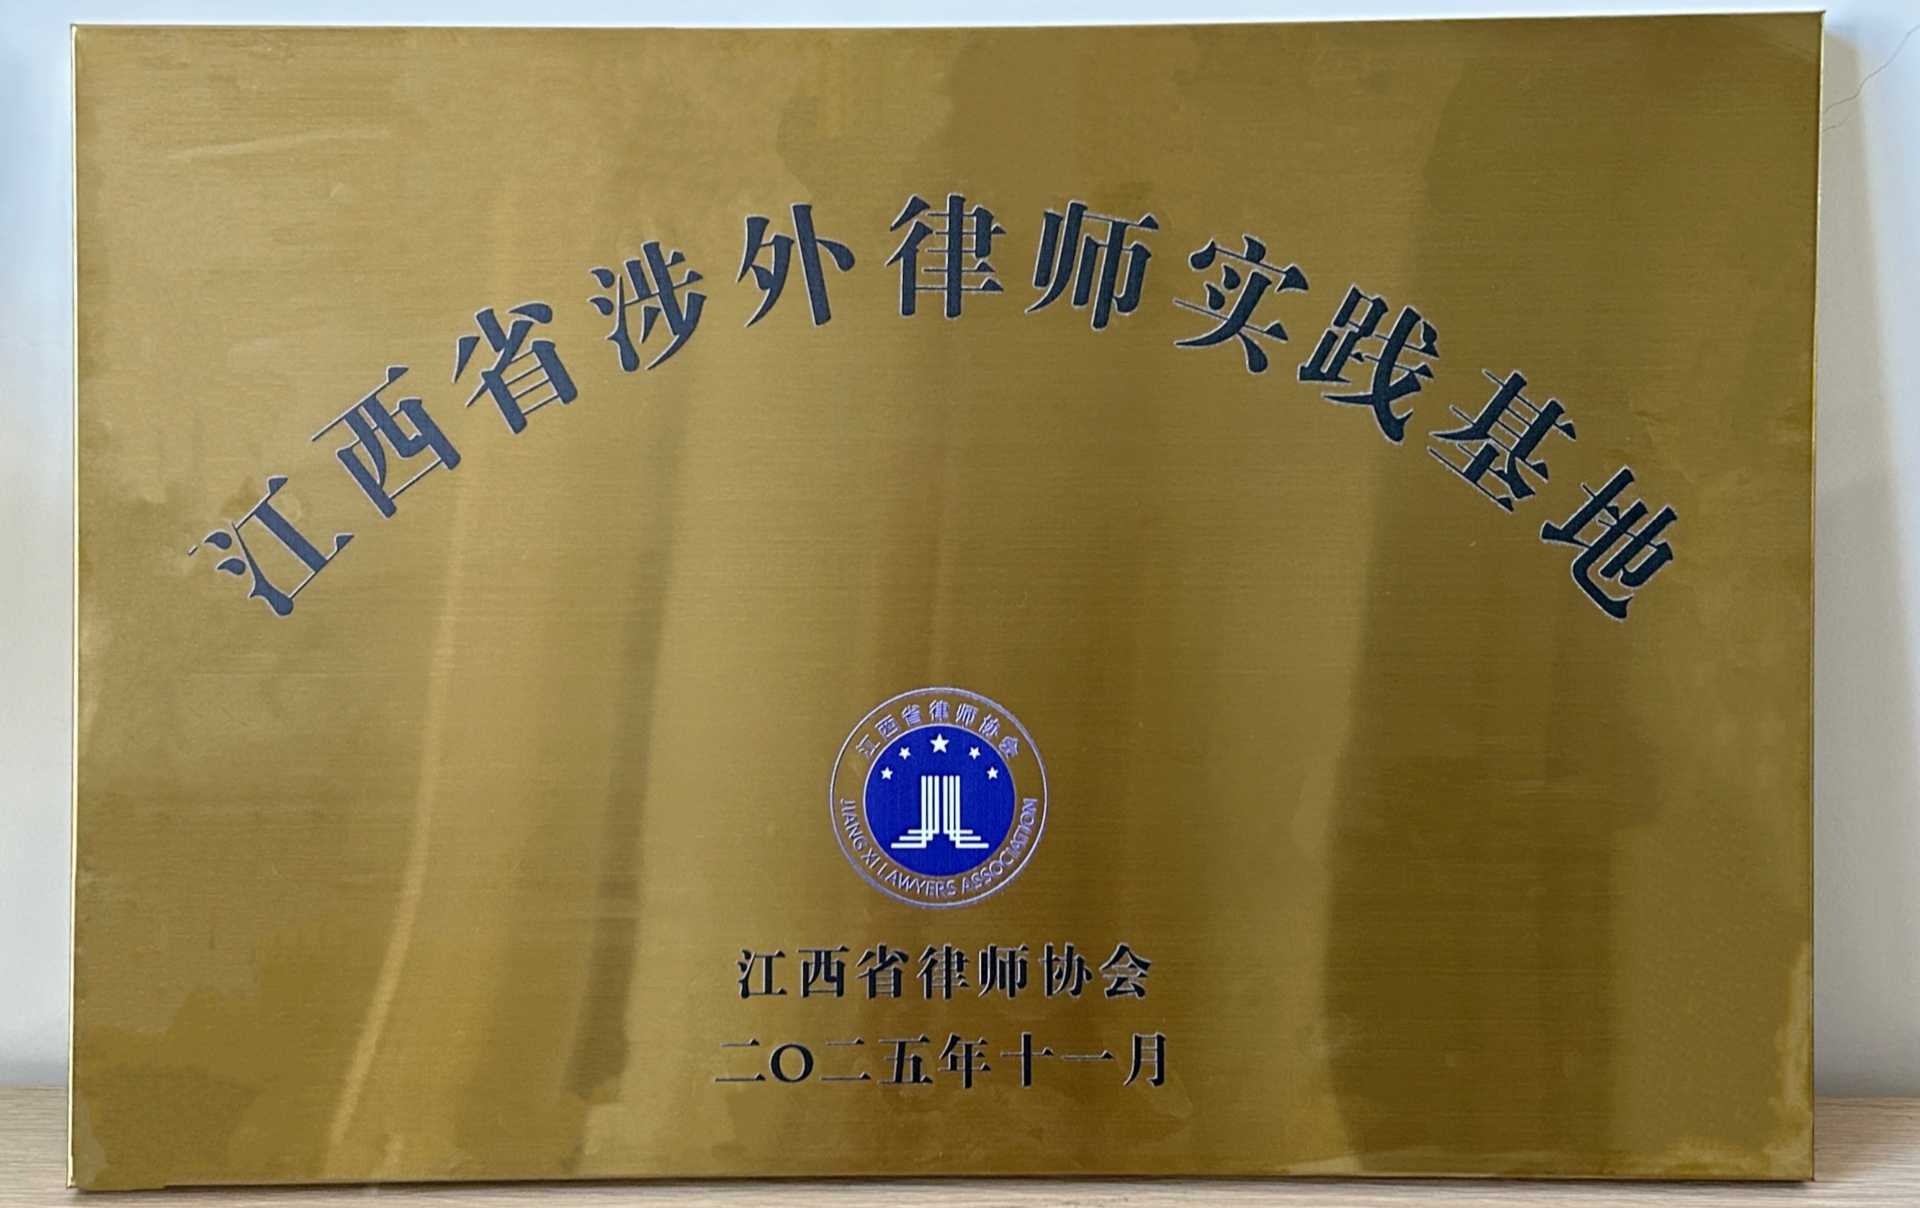 江西省涉外律师实践基地
江西省律师协会
JIANG XI LAWYERS ASSOCIATION
江西省律师协会
二〇二五年十一月